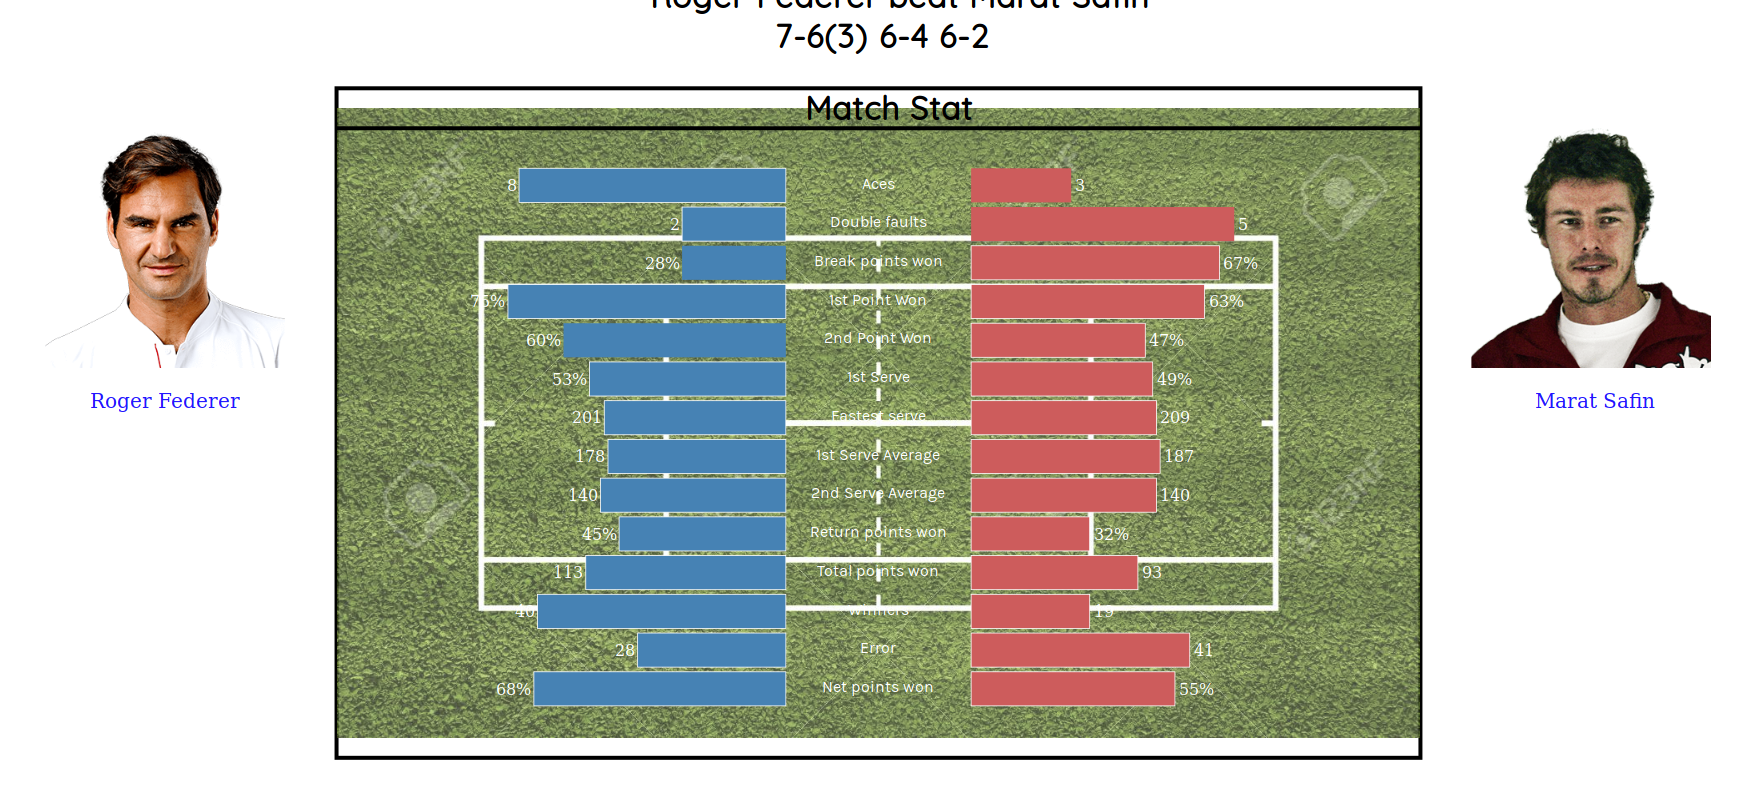 Roger Federer beat Marat Safin
7-6(3) 6-4 6-2
Match Stat
8 Aces 3
2 Double faults 5
28% Break points won 67%
75% 1st Point Won 63%
60% 2nd Point Won 47%
53% 1st Serve 49%
201 Fastest serve 209
178 1st Serve Average 187
140 2nd Serve Average 140
45% Return points won 32%
113 Total points won 93
40 Winners 19
28 Error 41
68% Net points won 55%
Roger Federer
Marat Safin